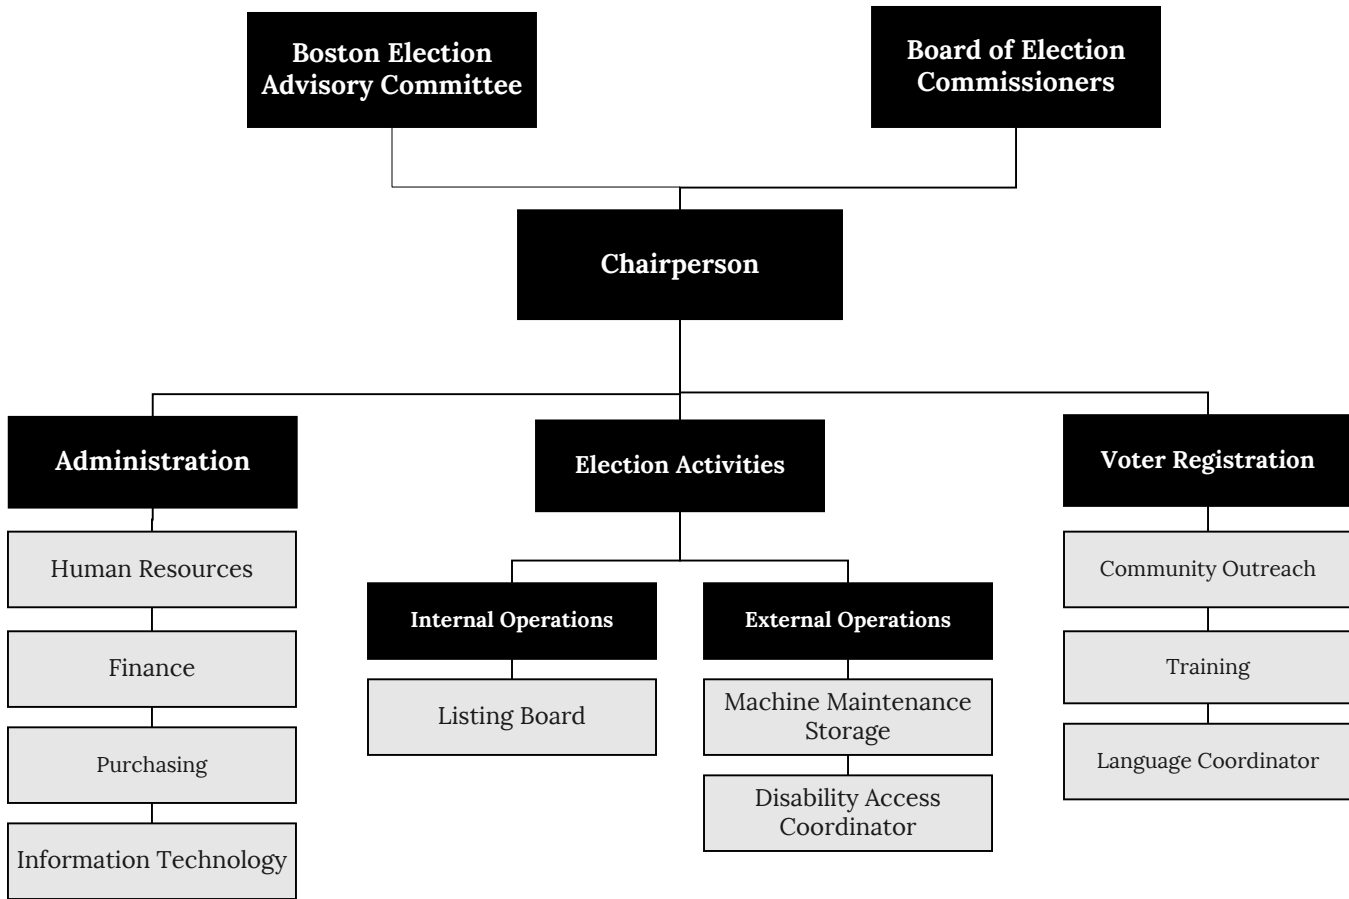 Boston Election
Advisory Committee
Board of Election
Commissioners
Chairperson
Administration
Election Activities
Voter Registration
Human Resources
Community Outreach
Internal Operations
External Operations
Finance
Training
Listing Board
Machine Maintenance
Storage
Purchasing
Language Coordinator
Disability Access
Coordinator
Information Technology